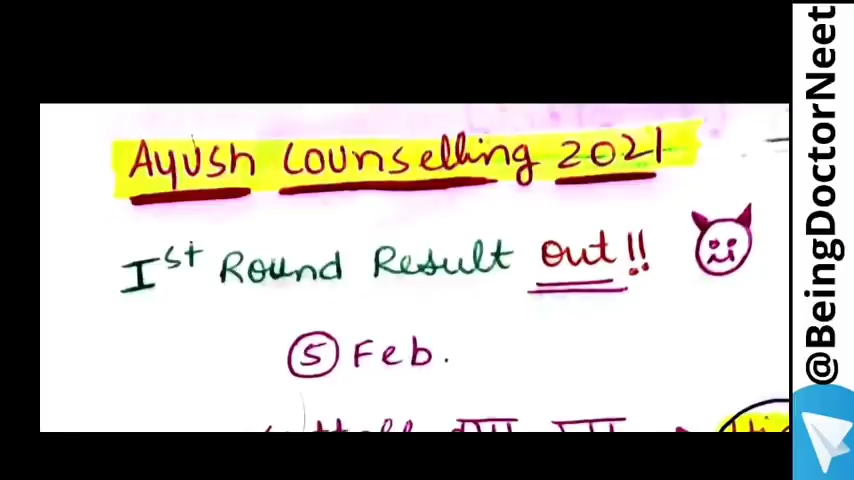 Ayush Counselling 2021
Ist Round Result out!!
5 Feb.
@BeingDoctorNeet